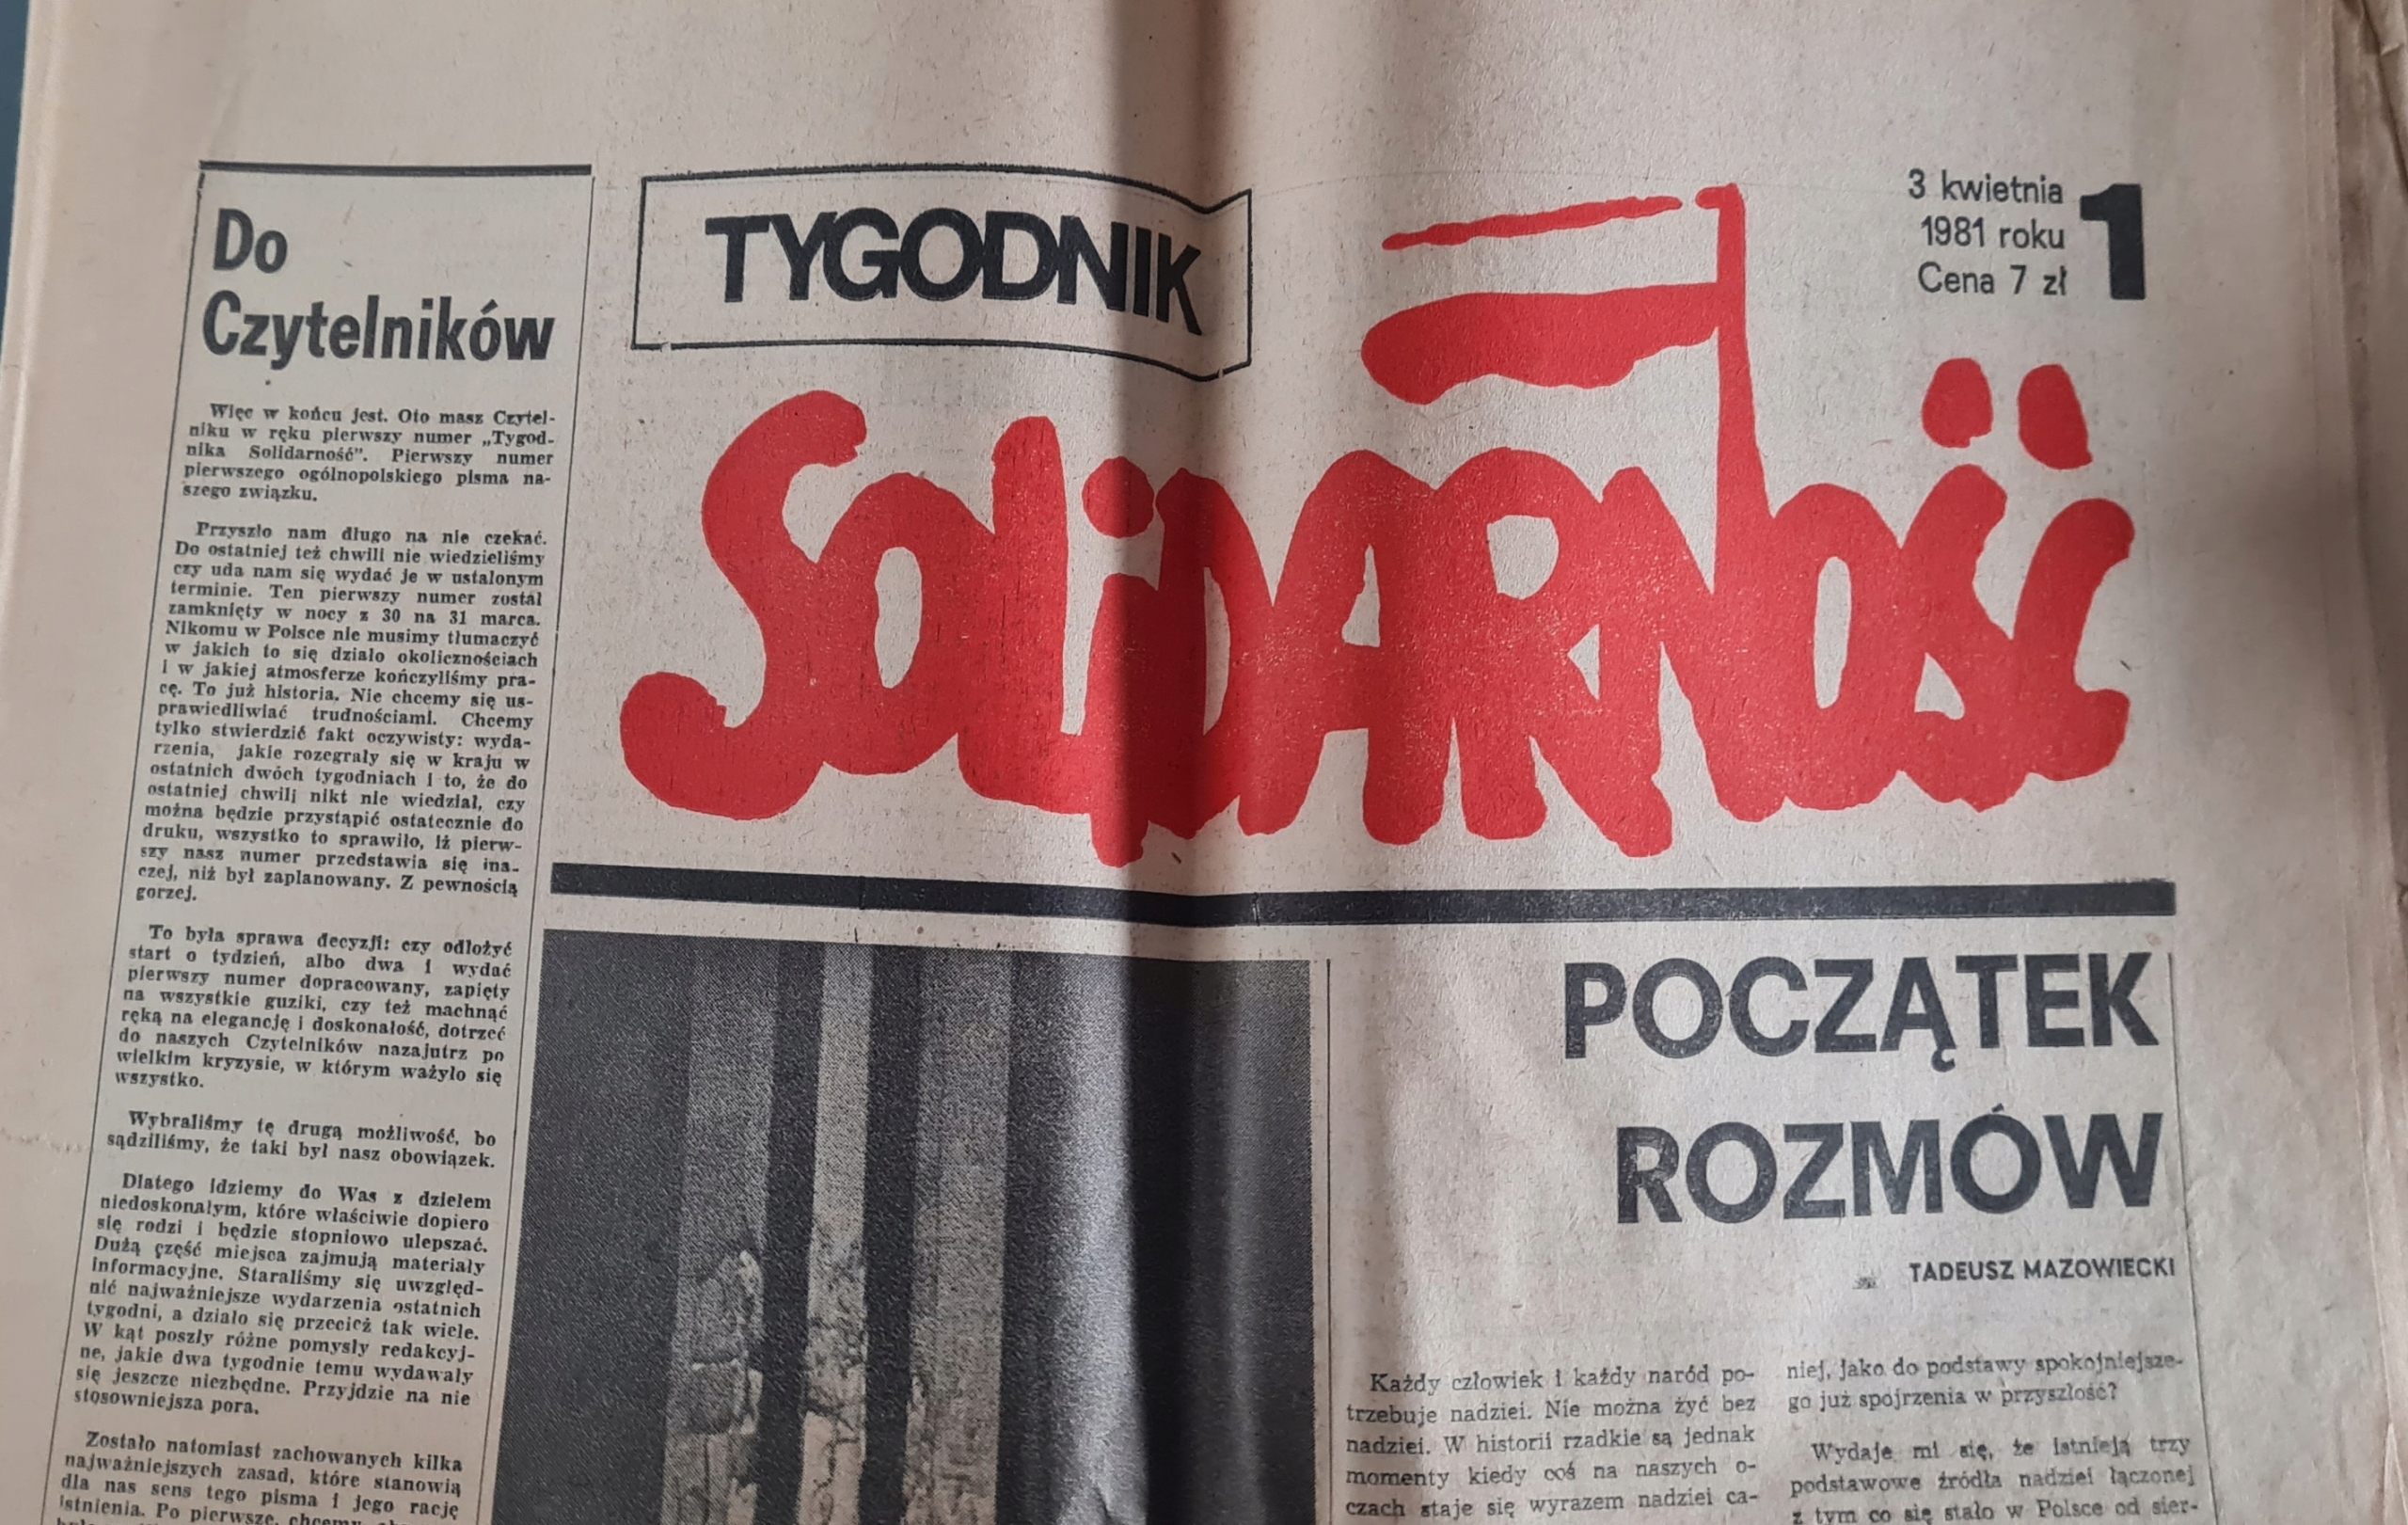 Do
Czytelników
Więc w końcu jest. Oto masz Czytel-
niku w ręku pierwszy numer „Tygod-
nika Solidarność”. Pierwszy numer
pierwszego ogólnopolskiego pisma na-
szego związku.
Przyszło nam długo na nie czekać.
Do ostatniej też chwili nie wiedzieliśmy
czy uda nam się wydać je w ustalonym
terminie. Ten pierwszy numer został
zamknięty w nocy z 30 na 31 marca.
Nikomu w Polsce nie musimy tłumaczyć
w jakich to się działo okolicznościach
i w jakiej atmosferze kończyliśmy pra-
cę. To już historia. Nie chcemy się us-
prawiedliwiać trudnościami. Chcemy
tylko stwierdzić fakt oczywisty: wyda-
rzenia, jakie rozegrały się w kraju w
ostatnich dwóch tygodniach i to, że do
ostatniej chwili nikt nie wiedział, czy
można będzie przystąpić ostatecznie do
druku, wszystko to sprawiło, iż pierw-
szy nasz numer przedstawia się ina-
czej, niż był zaplanowany. Z pewnością
gorzej.
To była sprawa decyzji: czy odłożyć
start o tydzień, albo dwa i wydać
pierwszy numer dopracowany, zapięty
na wszystkie guziki, czy też machnąć
ręką na elegancję i doskonałość, dotrzeć
do naszych Czytelników nazajutrz po
wielkim kryzysie, w którym ważyło się
wszystko.
Wybraliśmy tę drugą możliwość, bo
sądziliśmy, że taki był nasz obowiązek.
Dlatego idziemy do Was z dziełem
niedoskonałym, które właściwie dopiero
się rodzi i będzie stopniowo ulepszać.
Dużą część miejsca zajmują materiały
informacyjne. Staraliśmy się uwzględ-
nić najważniejsze wydarzenia ostatnich
tygodni, a działo się przecież tak wiele.
W kąt poszły różne pomysły redakcyj-
ne, jakie dwa tygodnie temu wydawały
się jeszcze niezbędne. Przyjdzie na nie
stosowniejsza pora.
Zostało natomiast zachowanych kilka
najważniejszych zasad, które stanowią
dla nas sens tego pisma i jego rację
istnienia. Po pierwsze, chcemy
TYGODNIK
SOLiDARNOŚĆ
3 kwietnia
1981 roku
Cena 7 zł
1
POCZĄTEK
ROZMÓW
TADEUSZ MAZOWIECKI
Każdy człowiek i każdy naród po-
trzebuje nadziei. Nie można żyć bez
nadziei. W historii rzadkie są jednak
momenty kiedy coś na naszych o-
czach staje się wyrazem nadziei ca-
niej, jako do podstawy spokojniejsze-
go już spojrzenia w przyszłość?
Wydaje mi się, że istnieją trzy
podstawowe źródła nadziei łączonej
z tym co się stało w Polsce od sier-